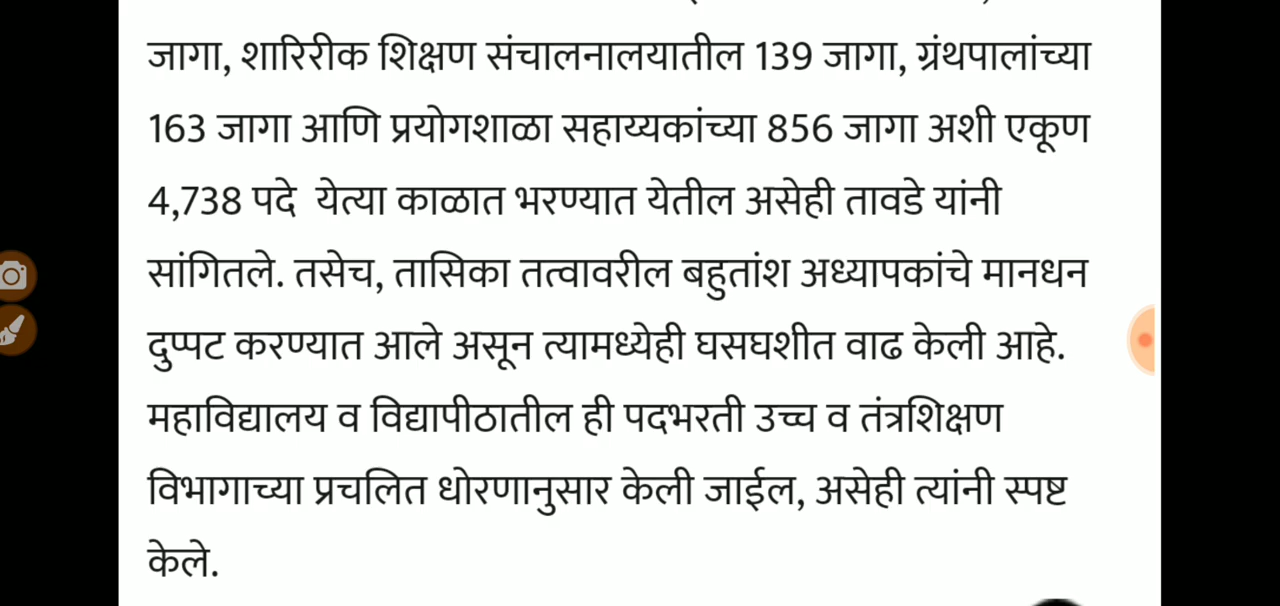 जागा, शारिरीक शिक्षण संचालनालयातील 139 जागा, ग्रंथपालांच्या
163 जागा आणि प्रयोगशाळा सहाय्यकांच्या 856 जागा अशी एकूण
4,738 पदे येत्या काळात भरण्यात येतील असेही तावडे यांनी
सांगितले. तसेच, तासिका तत्वावरील बहुतांश अध्यापकांचे मानधन
दुप्पट करण्यात आले असून त्यामध्येही घसघशीत वाढ केली आहे.
महाविद्यालय व विद्यापीठातील ही पदभरती उच्च व तंत्रशिक्षण
विभागाच्या प्रचलित धोरणानुसार केली जाईल, असेही त्यांनी स्पष्ट
केले.